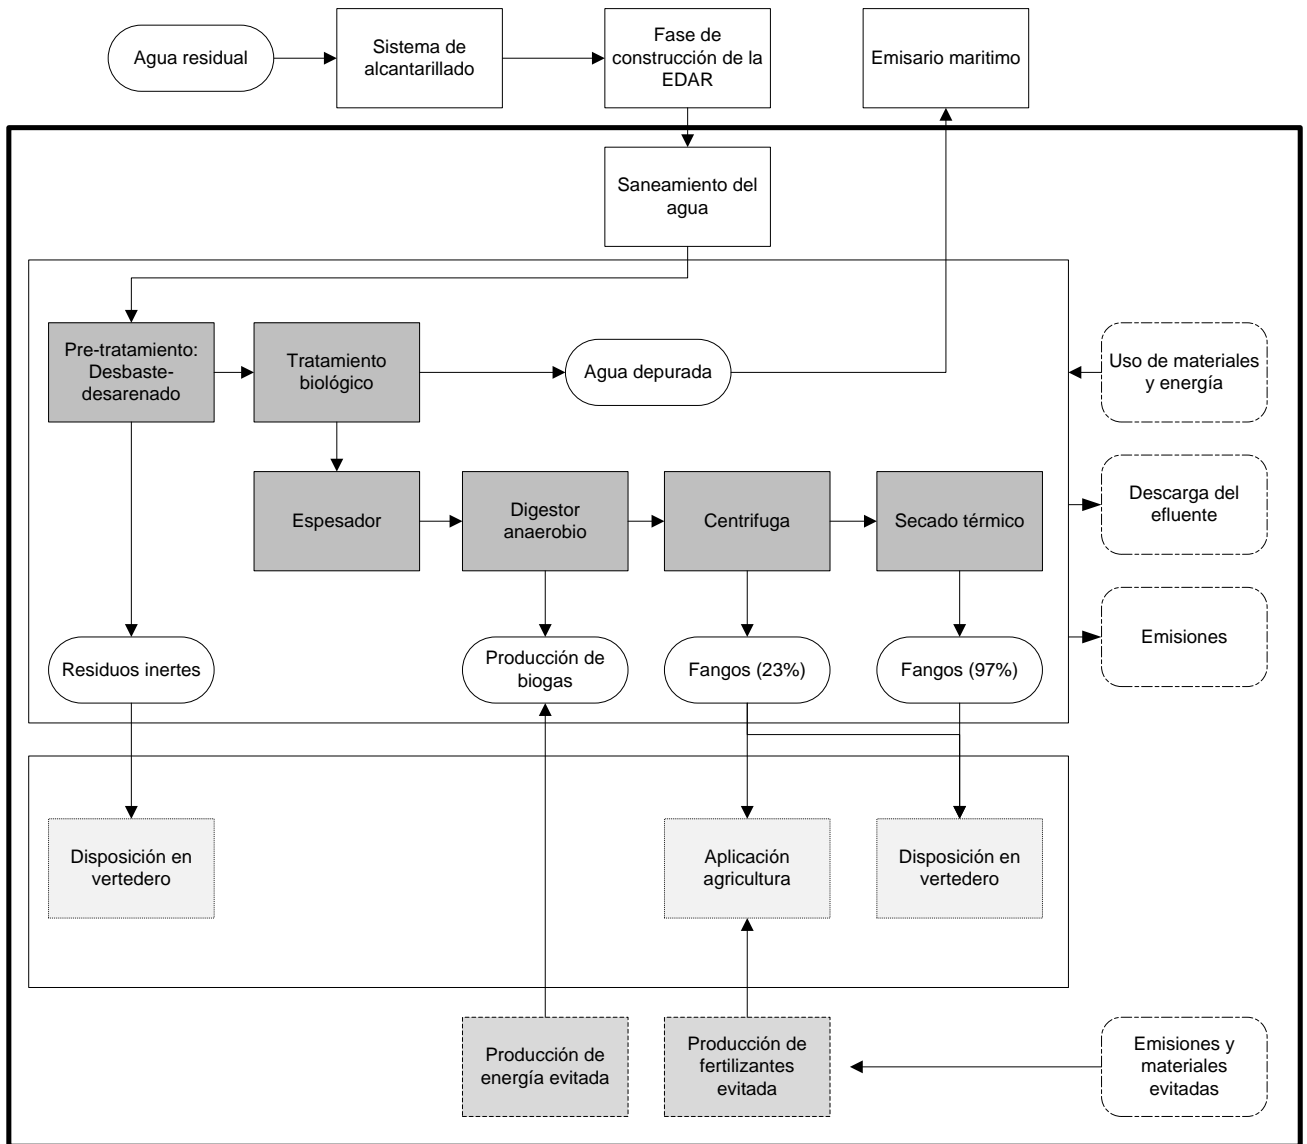 Agua residual
Sistema de
alcantarillado
Fase de
construcción de la
EDAR
Emisario maritimo
Saneamiento del
agua
Pre-tratamiento:
Desbaste-
desarenado
Tratamiento
biológico
Agua depurada
Uso de materiales
y energía
Espesador
Digestor
anaerobio
Centrifuga
Secado térmico
Descarga del
efluente
Residuos inertes
Producción de
biogas
Fangos (23%)
Fangos (97%)
Emisiones
Disposición en
vertedero
Aplicación
agricultura
Disposición en
vertedero
Producción de
energía evitada
Producción de
fertilizantes
evitada
Emisiones y
materiales
evitadas